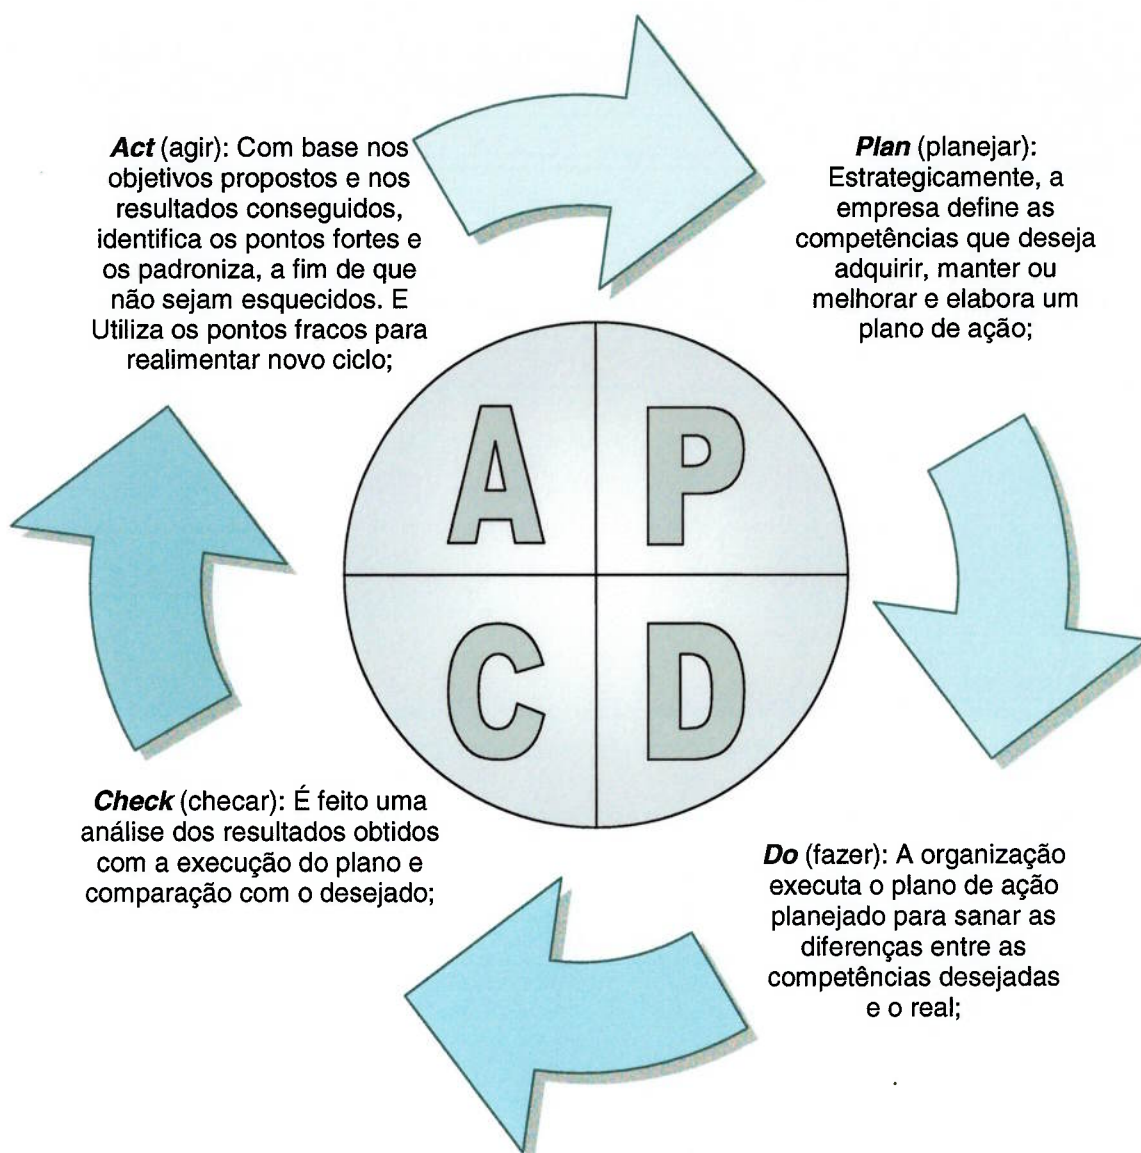 Act (agir): Com base nos
objetivos propostos e nos
resultados conseguidos,
identifica os pontos fortes e
os padroniza, a fim de que
não sejam esquecidos. E
Utiliza os pontos fracos para
realimentar novo ciclo;
Plan (planejar):
Estrategicamente, a
empresa define as
competências que deseja
adquirir, manter ou
melhorar e elabora um
plano de ação;
A P
C D
Check (checar): É feito uma
análise dos resultados obtidos
com a execução do plano e
comparação com o desejado;
Do (fazer): A organização
executa o plano de ação
planejado para sanar as
diferenças entre as
competências desejadas
e o real;